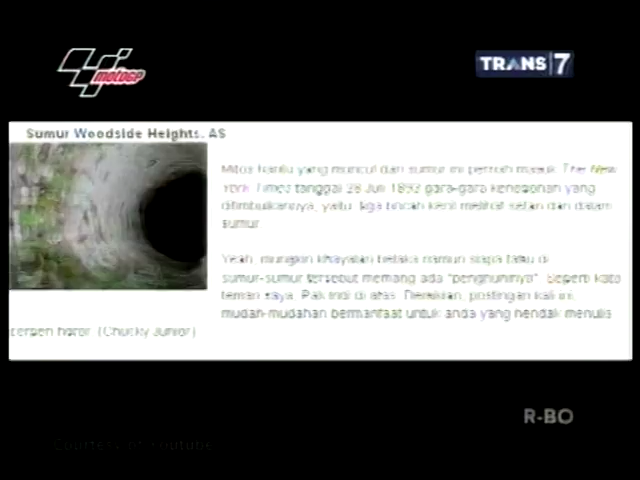 motoGP
TRANS|7
Sumur Woodside Heights, AS
Mitos hantu yang muncul dari sumur ini pernah masuk The New
York Times tanggal 28 Juli 1893 gara-gara kehebohan yang
ditimbulkannya, yaitu tiga bocah kecil melihat setan dari dalam
sumur.
Yeah, mungkin khayalan belaka namun siapa tahu di
sumur-sumur tersebut memang ada "penghuninya". Seperti kata
teman saya, Pak Indi di atas. Demikian, postingan kali ini,
mudah-mudahan bermanfaat untuk anda yang hendak menulis
cerpen horor. (Chucky Junior)
R-BO
Courtesy of youtube